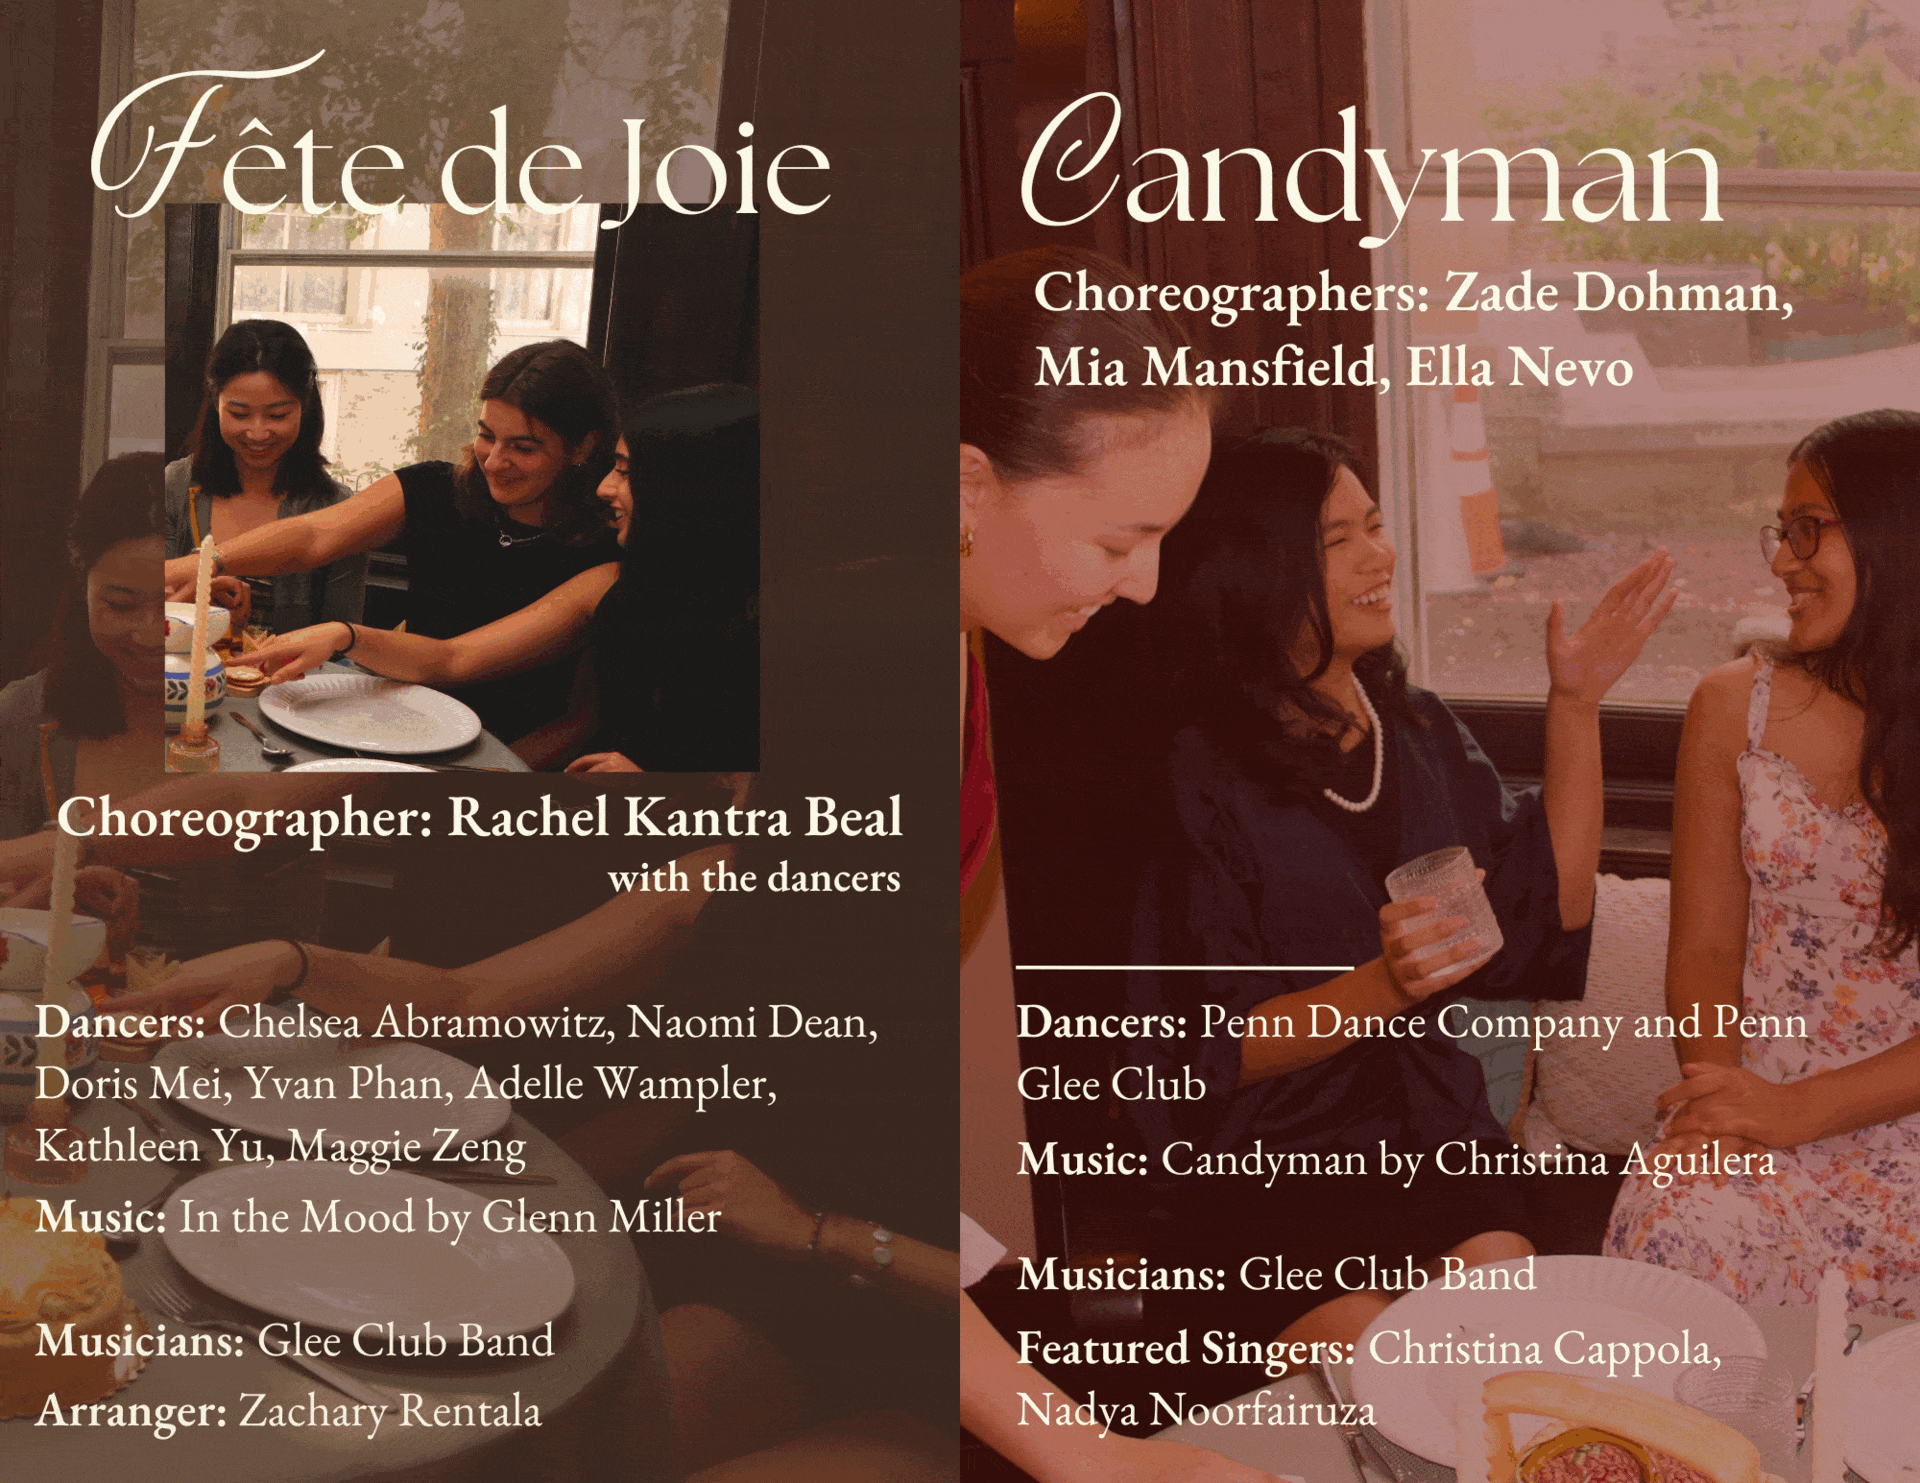 Fête de Joie
Choreographer: Rachel Kantra Beal
with the dancers
Dancers: Chelsea Abramowitz, Naomi Dean,
Doris Mei, Yvan Phan, Adelle Wampler,
Kathleen Yu, Maggie Zeng
Music: In the Mood by Glenn Miller
Musicians: Glee Club Band
Arranger: Zachary Rentala
Candyman
Choreographers: Zade Dohman,
Mia Mansfield, Ella Nevo
Dancers: Penn Dance Company and Penn
Glee Club
Music: Candyman by Christina Aguilera
Musicians: Glee Club Band
Featured Singers: Christina Cappola,
Nadya Noorfairuza